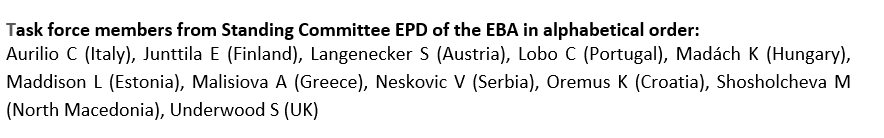 Task force members from Standing Committee EPD of the EBA in alphabetical order:
Aurilio C (Italy), Junttila E (Finland), Langenecker S (Austria), Lobo C (Portugal), Madách K (Hungary),
Maddison L (Estonia), Malisiova A (Greece), Neskovic V (Serbia), Oremus K (Croatia), Shosholcheva M
(North Macedonia), Underwood S (UK)